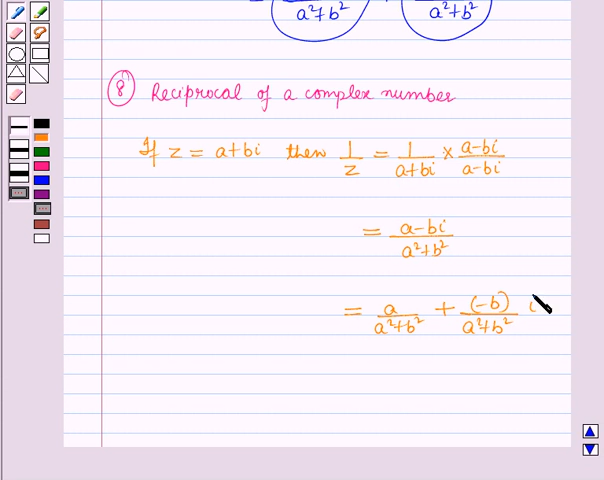 a²+b² a²+b²
8 Reciprocal of a complex number
If z = a+bi then 1/z = 1/(a+bi) × (a-bi)/(a-bi)
= (a-bi)/(a²+b²)
= a/(a²+b²) + (-b)/(a²+b²)